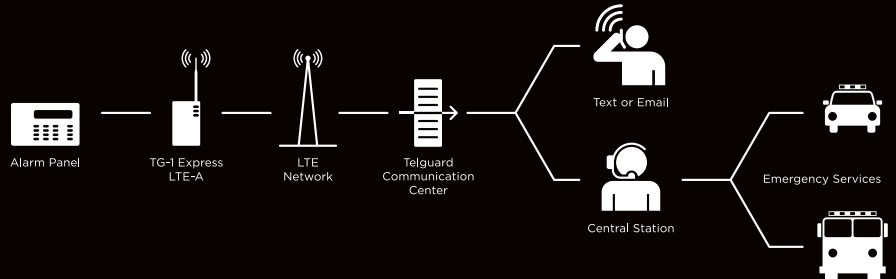 Alarm Panel
TG-1 Express
LTE-A
LTE
Network
Telguard
Communication
Center
Text or Email
Central Station
Emergency Services